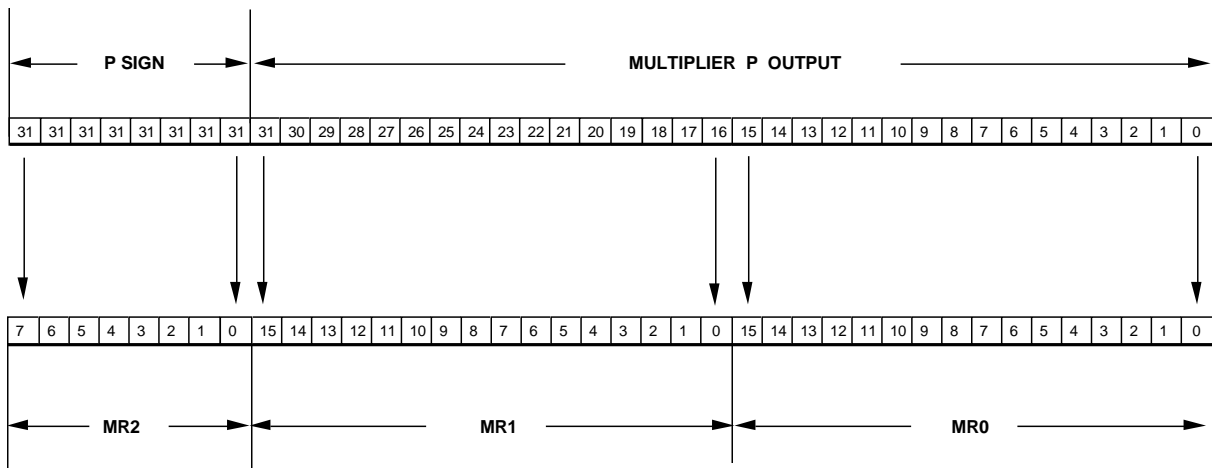 P SIGN MULTIPLIER P OUTPUT
31 31 31 31 31 31 31 31 31 30 29 28 27 26 25 24 23 22 21 20 19 18 17 16 15 14 13 12 11 10 9 8 7 6 5 4 3 2 1 0
7 6 5 4 3 2 1 0 15 14 13 12 11 10 9 8 7 6 5 4 3 2 1 0 15 14 13 12 11 10 9 8 7 6 5 4 3 2 1 0
MR2 MR1 MR0